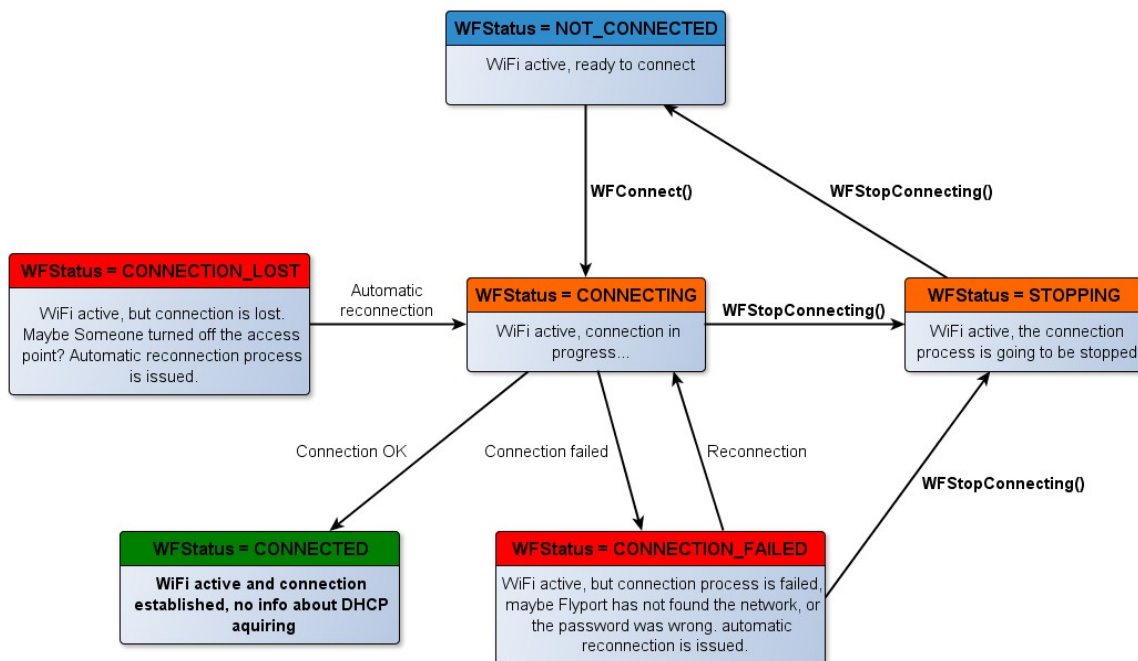 WFStatus = NOT_CONNECTED
WiFi active, ready to connect
WFConnect()
WFStopConnecting()
WFStatus = CONNECTION_LOST
WiFi active, but connection is lost.
Maybe Someone turned off the access
point? Automatic reconnection process
is issued.
Automatic
reconnection
WFStatus = CONNECTING
WiFi active, connection in
progress...
WFStopConnecting()
WFStatus = STOPPING
WiFi active, the connection
process is going to be stopped
Connection OK
Connection failed
Reconnection
WFStopConnecting()
WFStatus = CONNECTED
WiFi active and connection
established, no info about DHCP
aquiring
WFStatus = CONNECTION_FAILED
WiFi active, but connection process is failed,
maybe Flyport has not found the network, or
the password was wrong. automatic
reconnection is issued.